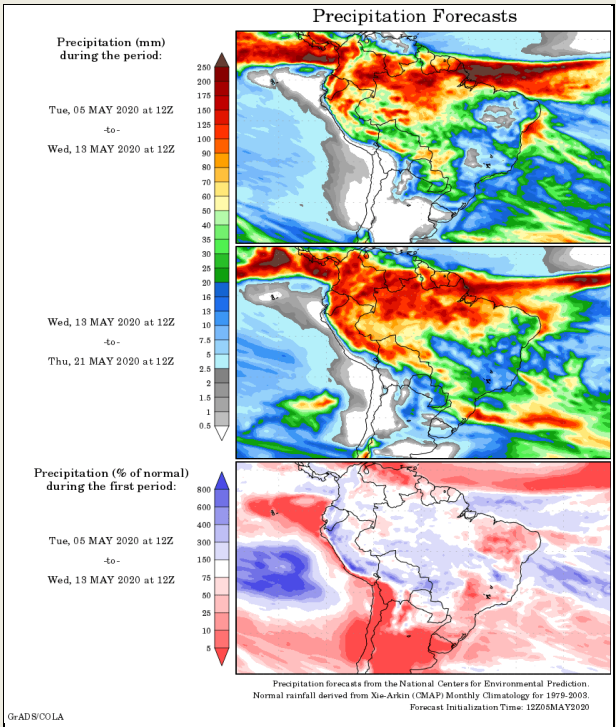 Precipitation Forecasts
Precipitation (mm)
during the period:
Tue, 05 MAY 2020 at 12Z
-to-
Wed, 13 MAY 2020 at 12Z
250
200
175
150
125
100
90
80
70
60
50
40
35
30
25
20
16
13
10
7.5
5
2.5
2
1.5
1
0.5
Wed, 13 MAY 2020 at 12Z
-to-
Thu, 21 MAY 2020 at 12Z
Precipitation (% of normal)
during the first period:
Tue, 05 MAY 2020 at 12Z
-to-
Wed, 13 MAY 2020 at 12Z
800
600
400
300
150
75
50
25
10
5
Precipitation forecasts from the National Centers for Environmental Prediction.
Normal rainfall derived from Xie-Arkin (CMAP) Monthly Climatology for 1979-2003.
Forecast Initialization Time: 12Z05MAY2020
GrADS/COLA